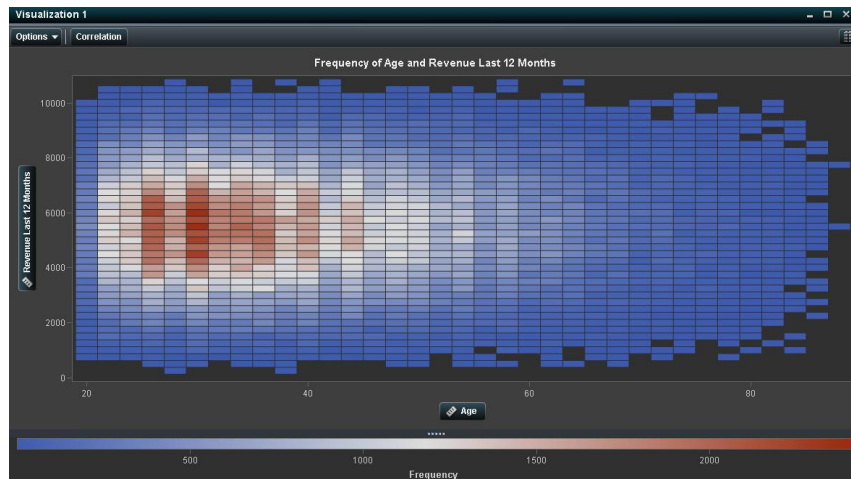 Visualization 1
Options
Correlation
Frequency of Age and Revenue Last 12 Months
Revenue Last 12 Months
10000
8000
6000
4000
2000
0
20
40
60
80
Age
500
1000
1500
2000
Frequency